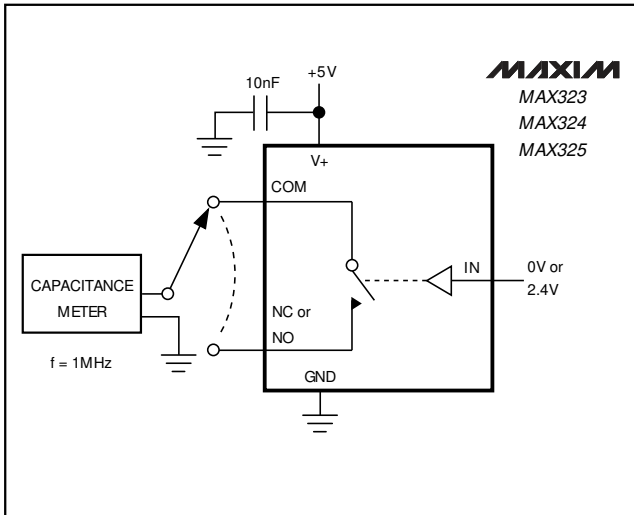 +5V
10nF
MAXIM
MAX323
MAX324
MAX325
V+
COM
IN
0V or
2.4V
CAPACITANCE
METER
NC or
NO
f = 1MHz
GND